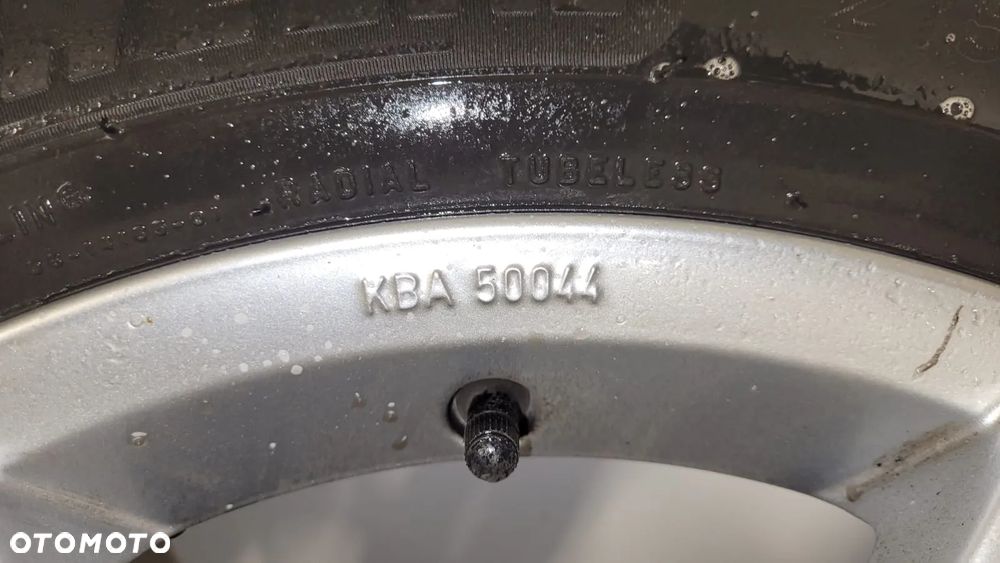 RADIAL TUBELESS
KBA 50044
OTOMOTO